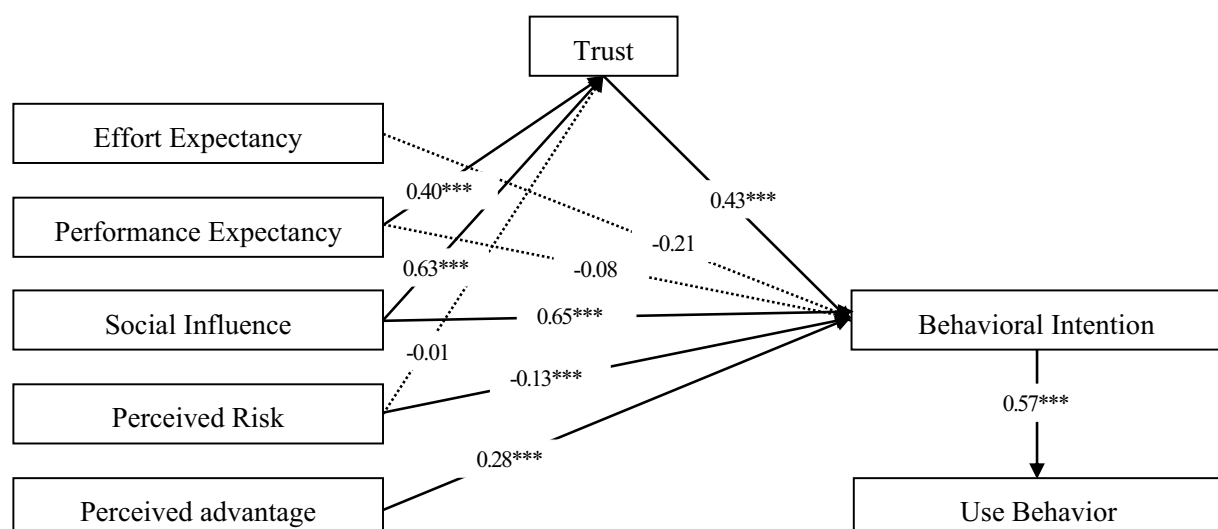 Trust
Effort Expectancy
0.40***
0.43***
Performance Expectancy
-0.21
0.63***
-0.08
Social Influence
0.65***
Behavioral Intention
-0.01
-0.13***
Perceived Risk
0.57***
0.28***
Perceived advantage
Use Behavior